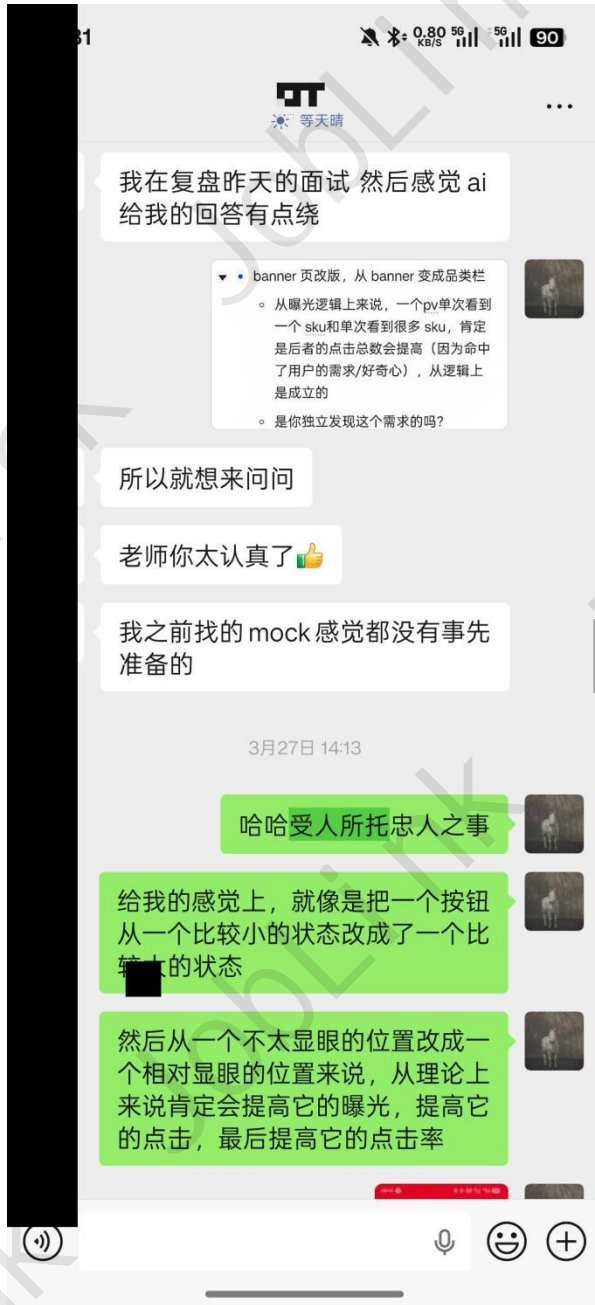 31
0.80
KB/S
5G
5G
90
等天晴
我在复盘昨天的面试 然后感觉 ai
给我的回答有点绕
banner 页改版，从 banner 变成品类栏
从曝光逻辑上来说，一个pv单次看到
一个 sku和单次看到很多 sku，肯定
是后者的点击总数会提高（因为命中
了用户的需求/好奇心），从逻辑上
是成立的
是你独立发现这个需求的吗？
所以就想来问问
老师你太认真了👍
我之前找的 mock 感觉都没有事先
准备的
3月27日 14:13
哈哈受人所托忠人之事
给我的感觉上，就像是把一个按钮
从一个比较小的状态改成了一个比
的状态
然后从一个不太显眼的位置改成一
个相对显眼的位置来说，从理论上
来说肯定会提高它的曝光，提高它
的点击，最后提高它的点击率
JobLink
JobLink